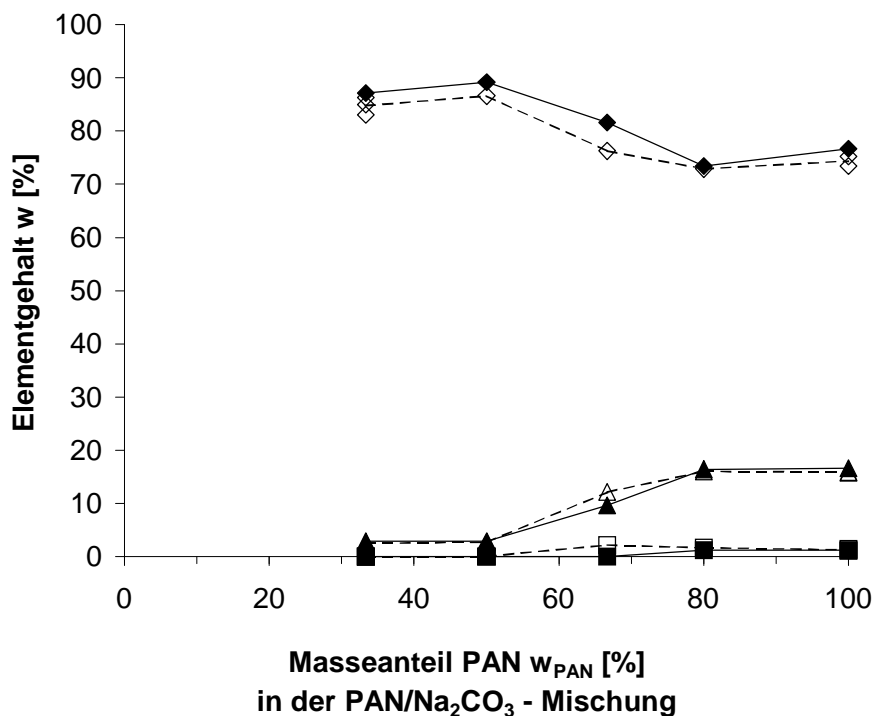 Elementgehalt w [%]
100
90
80
70
60
50
40
30
20
10
0
0 20 40 60 80 100
Masseanteil PAN w_PAN [%]
in der PAN/Na₂CO₃ - Mischung